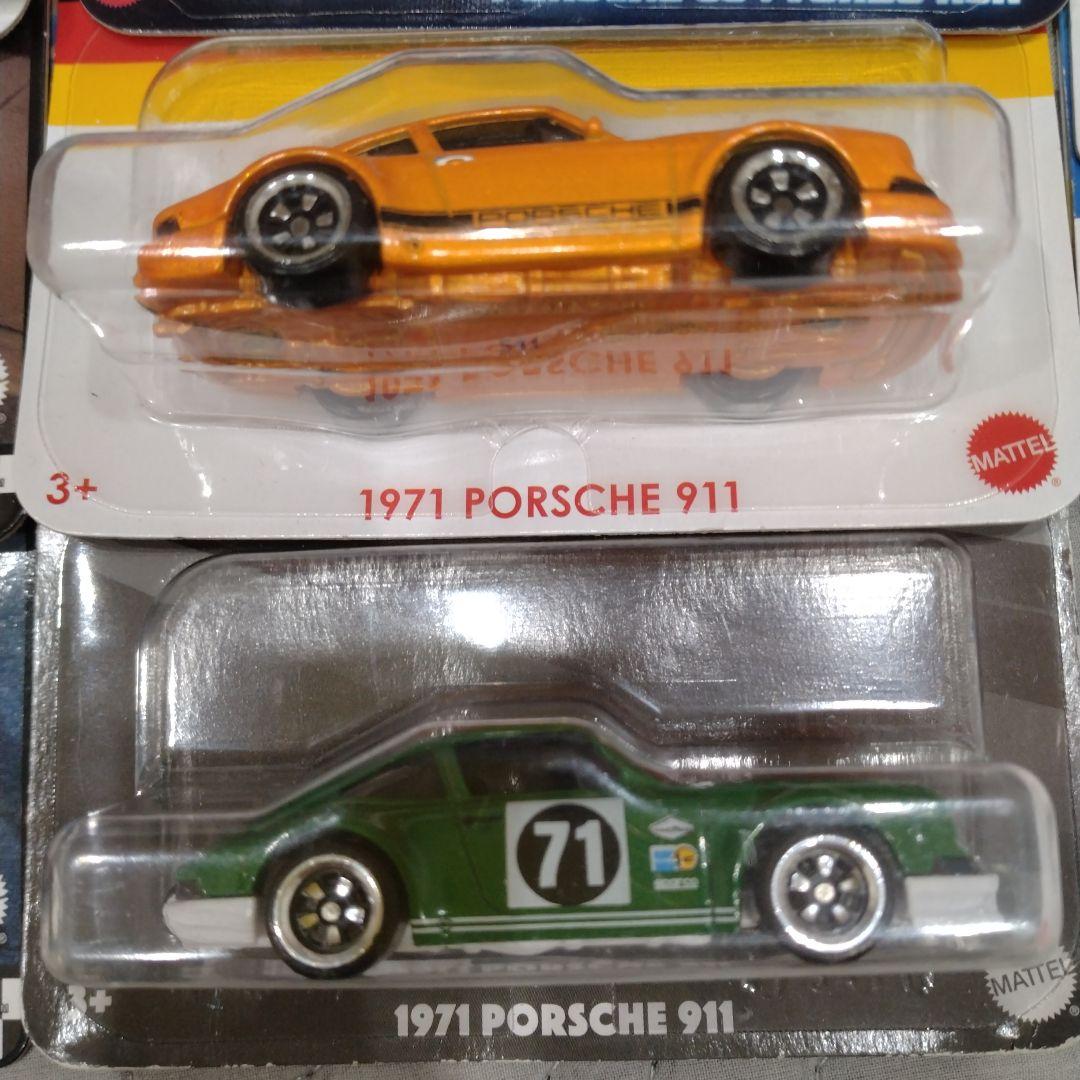 PORSCHE
MATTEL
3+
1971 PORSCHE 911
71
MATTEL
3+
1971 PORSCHE 911